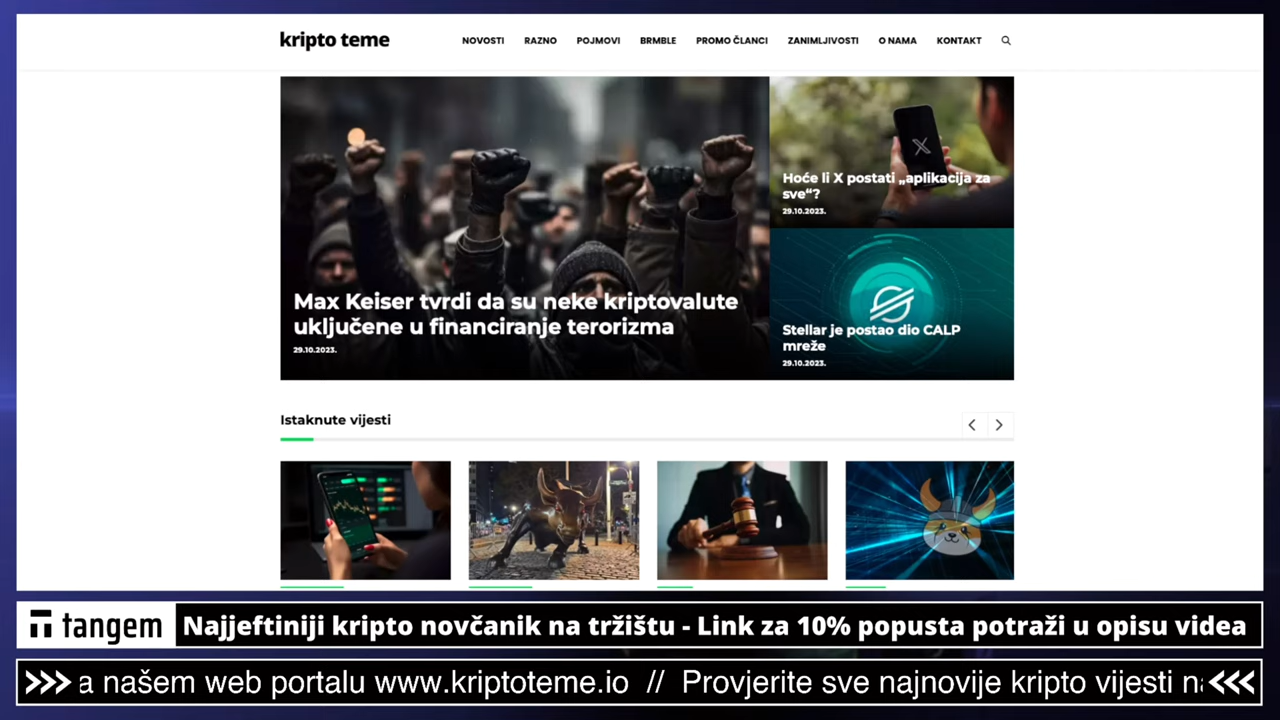 kripto teme
NOVOSTI RAZNO POJMOVI BRMBLE PROMO ČLANCI ZANIMLJIVOSTI O NAMA KONTAKT
Max Keiser tvrdi da su neke kriptovalute
uključene u financiranje terorizma
29.10.2023.
Hoće li X postati „aplikacija za
sve“?
29.10.2023.
Stellar je postao dio CALP
mreže
29.10.2023.
Istaknute vijesti
tangem
Najjeftiniji kripto novčanik na tržištu - Link za 10% popusta potraži u opisu videa
a našem web portalu www.kriptoteme.io // Provjerite sve najnovije kripto vijesti na